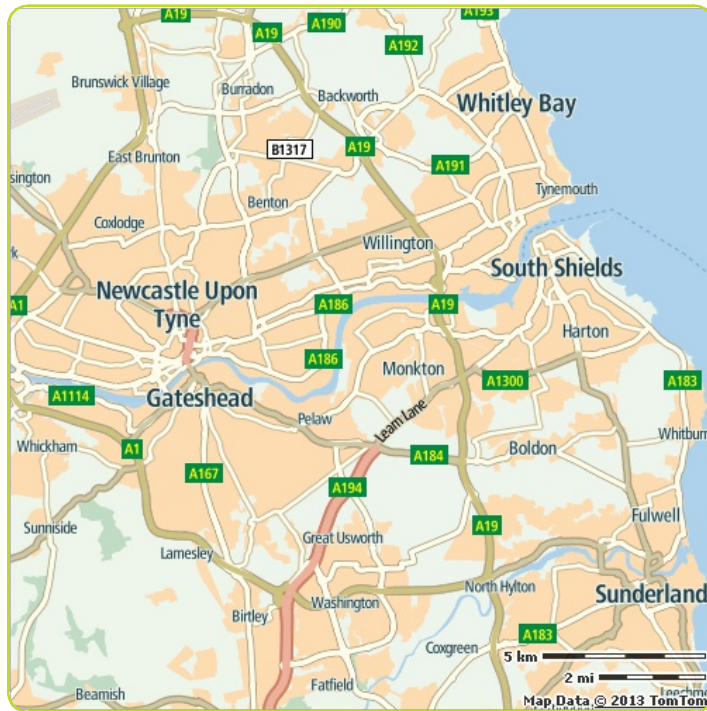 A19
A190
A193
A19
A192
Brunswick Village
Burradon
Backworth
Whitley Bay
B1317
A19
East Brunton
A191
sington
Benton
Tynemouth
Coxlodge
Willington
rk
South Shields
Newcastle Upon
Tyne
A1
A186
A19
Harton
A186
Monkton
A1300
A183
A1114
Gateshead
Learn Lane
Pelaw
Whitburn
Whickham
A1
A184
Boldon
A167
A194
Fulwell
Sunniside
A19
Great Usworth
Lamesley
North Hylton
Sunderland
Washington
Birtley
A183
Coxgreen
5 km
2 mi
Fatfield
Beamish
Map Data © 2013 TomTom